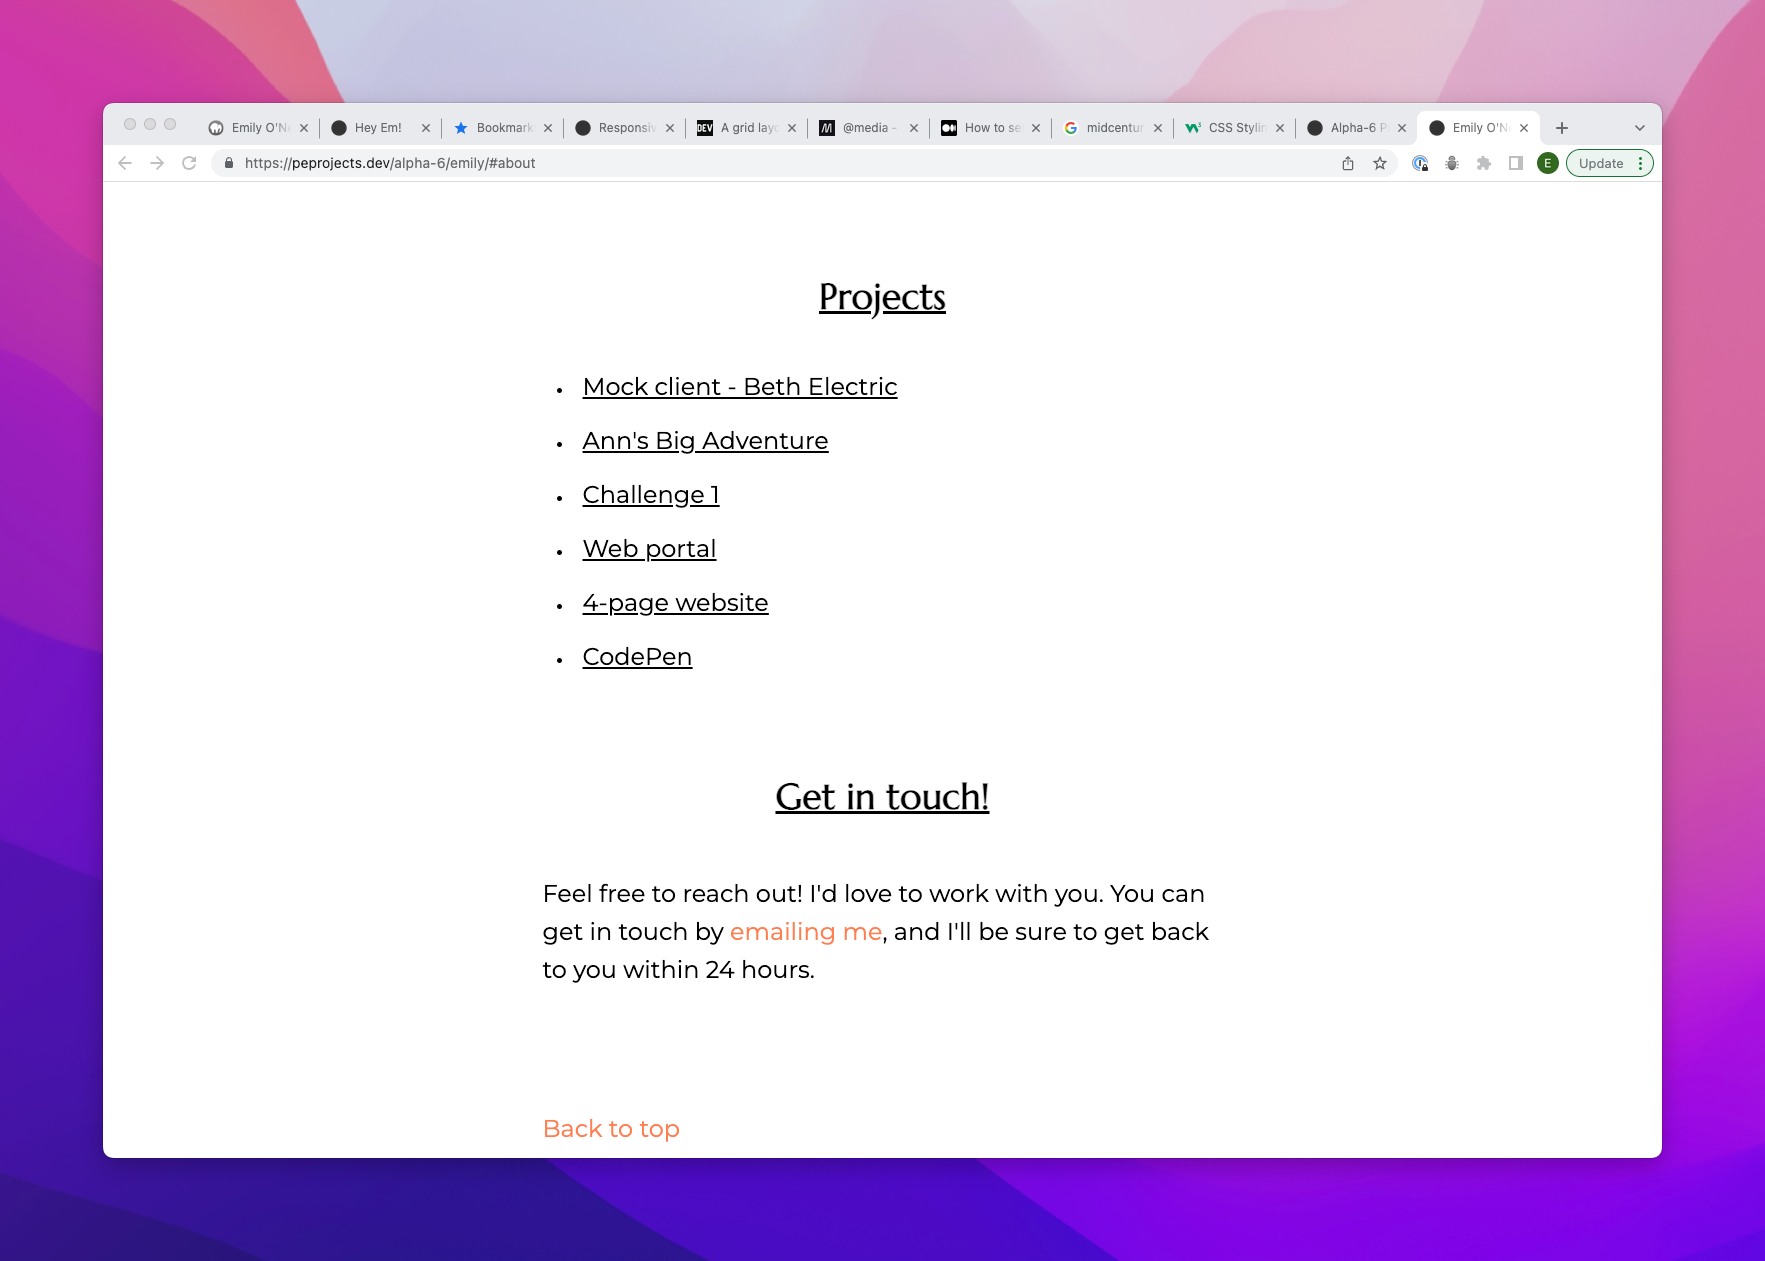 Emily O'N
Hey Em!
Bookmark
Responsiv
DEV
A grid layo
@media -
How to se
midcentur
CSS Stylin
Alpha-6 P
Emily O'N
https://peprojects.dev/alpha-6/emily/#about
E
Update
Projects
• Mock client - Beth Electric
• Ann's Big Adventure
• Challenge 1
• Web portal
• 4-page website
• CodePen
Get in touch!
Feel free to reach out! I'd love to work with you. You can
get in touch by emailing me, and I'll be sure to get back
to you within 24 hours.
Back to top